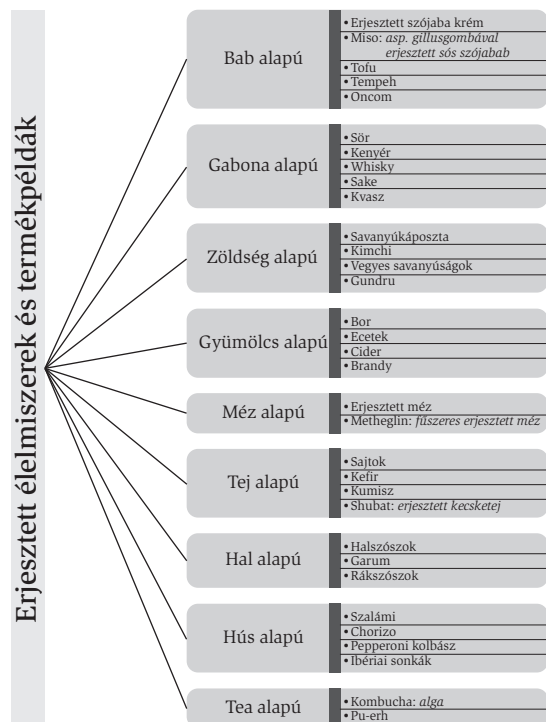 Erjesztett élelmiszerek és termékpéldák
Bab alapú
• Erjesztett szójaba krém
• Miso: asp. gillusgombával
erjesztett sós szójabab
• Tofu
• Tempeh
• Oncom
Gabona alapú
• Sör
• Kenyér
• Whisky
• Sake
• Kvasz
Zöldség alapú
• Savanyúkáposzta
• Kimchi
• Vegyes savanyúságok
• Gundru
Gyümölcs alapú
• Bor
• Ecetek
• Cider
• Brandy
Méz alapú
• Erjesztett méz
• Metheglin: fűszeres erjesztett méz
Tej alapú
• Sajtok
• Kefir
• Kumisz
• Shubat: erjesztett kecsketej
Hal alapú
• Halszószok
• Garum
• Rákszószok
Hús alapú
• Szalámi
• Chorizo
• Pepperoni kolbász
• Ibériai sonkák
Tea alapú
• Kombucha: alga
• Pu-erh